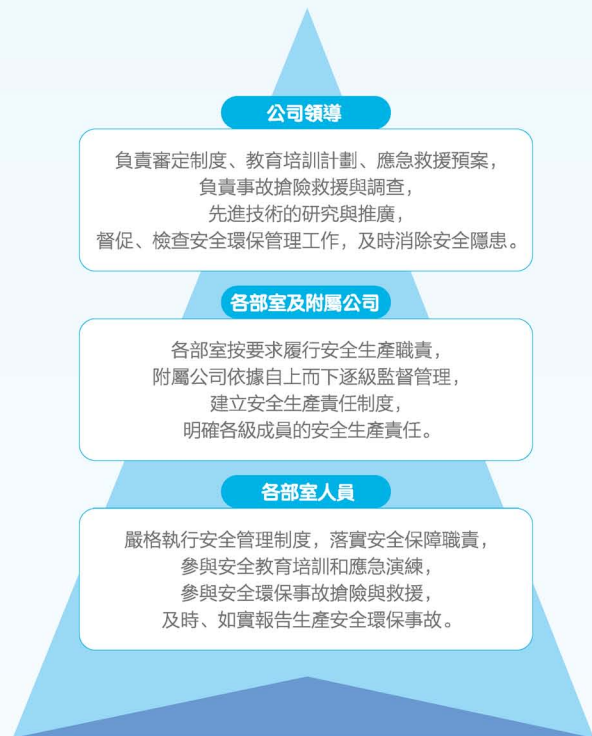 公司領導
負責審定制度、教育培訓計劃、應急救援預案，
負責事故搶險救援與調查，
先進技術的研究與推廣，
督促、檢查安全環保管理工作，及時消除安全隱患。
各部室及附屬公司
各部室按要求履行安全生產職責，
附屬公司依據自上而下逐級監督管理，
建立安全生產責任制度，
明確各級成員的安全生產責任。
各部室人員
嚴格執行安全管理制度，落實安全保障職責，
參與安全教育培訓和應急演練，
參與安全環保事故搶險與救援，
及時、如實報告生產安全環保事故。